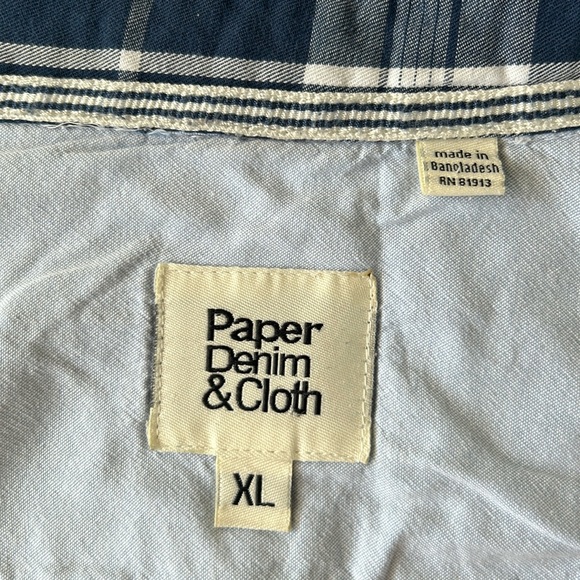 made in
Bangladesh
RN 81913
Paper
Denim
& Cloth
XL